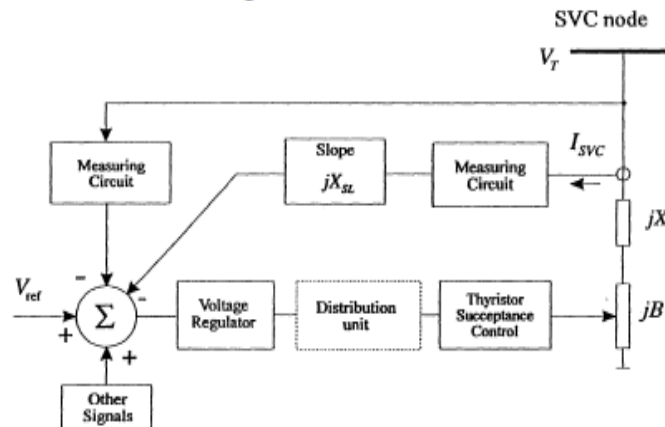 SVC node
V_T
Measuring
Circuit
Slope
jX_SL
Measuring
Circuit
I_SVC
jX
V_ref
-
-
+
+
Σ
Voltage
Regulator
Distribution
unit
Thyristor
Succeptance
Control
jB
Other
Signals